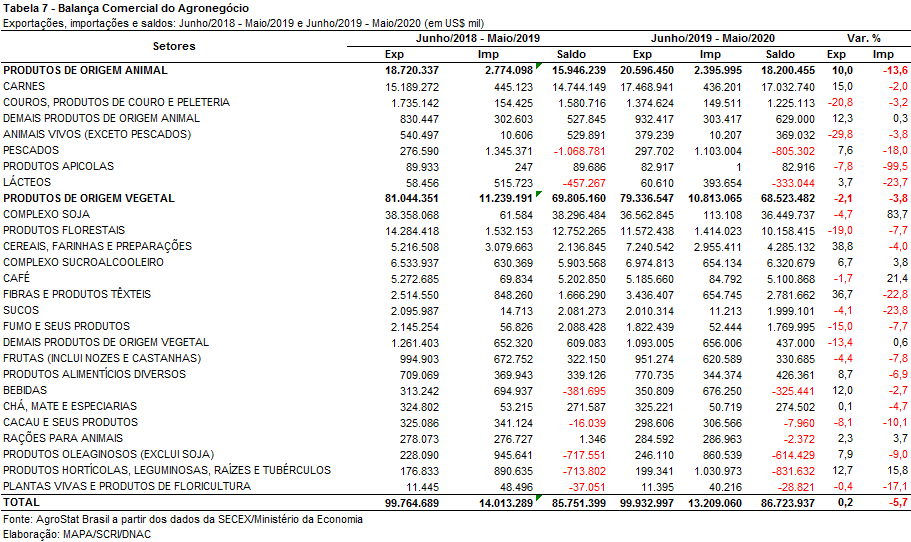 Tabela 7 - Balança Comercial do Agronegócio
Exportações, importações e saldos: Junho/2018 - Maio/2019 e Junho/2019 - Maio/2020 (em US$ mil)
Setores Junho/2018 - Maio/2019 Junho/2019 - Maio/2020 Var. %
Exp Imp Saldo Exp Imp Saldo Exp Imp
PRODUTOS DE ORIGEM ANIMAL 18.720.337 2.774.098 15.946.239 20.596.450 2.395.995 18.200.455 10,0 -13,6
CARNES 15.189.272 445.123 14.744.149 17.468.941 436.201 17.032.740 15,0 -2,0
COUROS, PRODUTOS DE COURO E PELETERIA 1.735.142 154.425 1.580.716 1.374.624 149.511 1.225.113 -20,8 -3,2
DEMAIS PRODUTOS DE ORIGEM ANIMAL 830.447 302.603 527.845 932.417 303.417 629.000 12,3 0,3
ANIMAIS VIVOS (EXCETO PESCADOS) 540.497 10.606 529.891 379.239 10.207 369.032 -29,8 -3,8
PESCADOS 276.590 1.345.371 -1.068.781 297.702 1.103.004 -805.302 7,6 -18,0
PRODUTOS APICOLAS 89.933 247 89.686 82.917 1 82.916 -7,8 -99,5
LÁCTEOS 58.456 515.723 -457.267 60.610 393.654 -333.044 3,7 -23,7
PRODUTOS DE ORIGEM VEGETAL 81.044.351 11.239.191 69.805.160 79.336.547 10.813.065 68.523.482 -2,1 -3,8
COMPLEXO SOJA 38.358.068 61.584 38.296.484 36.562.845 113.108 36.449.737 -4,7 83,7
PRODUTOS FLORESTAIS 14.284.418 1.532.153 12.752.265 11.572.438 1.414.023 10.158.415 -19,0 -7,7
CEREAIS, FARINHAS E PREPARAÇÕES 5.216.508 3.079.663 2.136.845 7.240.542 2.955.411 4.285.132 38,8 -4,0
COMPLEXO SUCROALCOOLEIRO 6.533.937 630.369 5.903.568 6.974.813 654.134 6.320.679 6,7 3,8
CAFÉ 5.272.685 69.834 5.202.850 5.185.660 84.792 5.100.868 -1,7 21,4
FIBRAS E PRODUTOS TÊXTEIS 2.514.550 848.260 1.666.290 3.436.407 654.745 2.781.662 36,7 -22,8
SUCOS 2.095.987 14.713 2.081.273 2.010.314 11.213 1.999.101 -4,1 -23,8
FUMO E SEUS PRODUTOS 2.145.254 56.826 2.088.428 1.822.439 52.444 1.769.995 -15,0 -7,7
DEMAIS PRODUTOS DE ORIGEM VEGETAL 1.261.403 652.320 609.083 1.093.005 656.006 437.000 -13,4 0,6
FRUTAS (INCLUI NOZES E CASTANHAS) 994.903 672.752 322.150 951.274 620.589 330.685 -4,4 -7,8
PRODUTOS ALIMENTÍCIOS DIVERSOS 709.069 369.943 339.126 770.735 344.374 426.361 8,7 -6,9
BEBIDAS 313.242 694.937 -381.695 350.809 676.250 -325.441 12,0 -2,7
CHÁ, MATE E ESPECIARIAS 324.802 53.215 271.587 325.221 50.719 274.502 0,1 -4,7
CACAU E SEUS PRODUTOS 325.086 341.124 -16.039 298.606 306.566 -7.960 -8,1 -10,1
RAÇÕES PARA ANIMAIS 278.073 276.727 1.346 284.592 286.963 -2.372 2,3 3,7
PRODUTOS OLEAGINOSOS (EXCLUI SOJA) 228.090 945.641 -717.551 246.110 860.539 -614.429 7,9 -9,0
PRODUTOS HORTÍCOLAS, LEGUMINOSAS, RAÍZES E TUBÉRCULOS 176.833 890.635 -713.802 199.341 1.030.973 -831.632 12,7 15,8
PLANTAS VIVAS E PRODUTOS DE FLORICULTURA 11.445 48.496 -37.051 11.395 40.216 -28.821 -0,4 -17,1
TOTAL 99.764.689 14.013.289 85.751.399 99.932.997 13.209.060 86.723.937 0,2 -5,7
Fonte: AgroStat Brasil a partir dos dados da SECEX/Ministério da Economia
Elaboração: MAPA/SCRI/DNAC